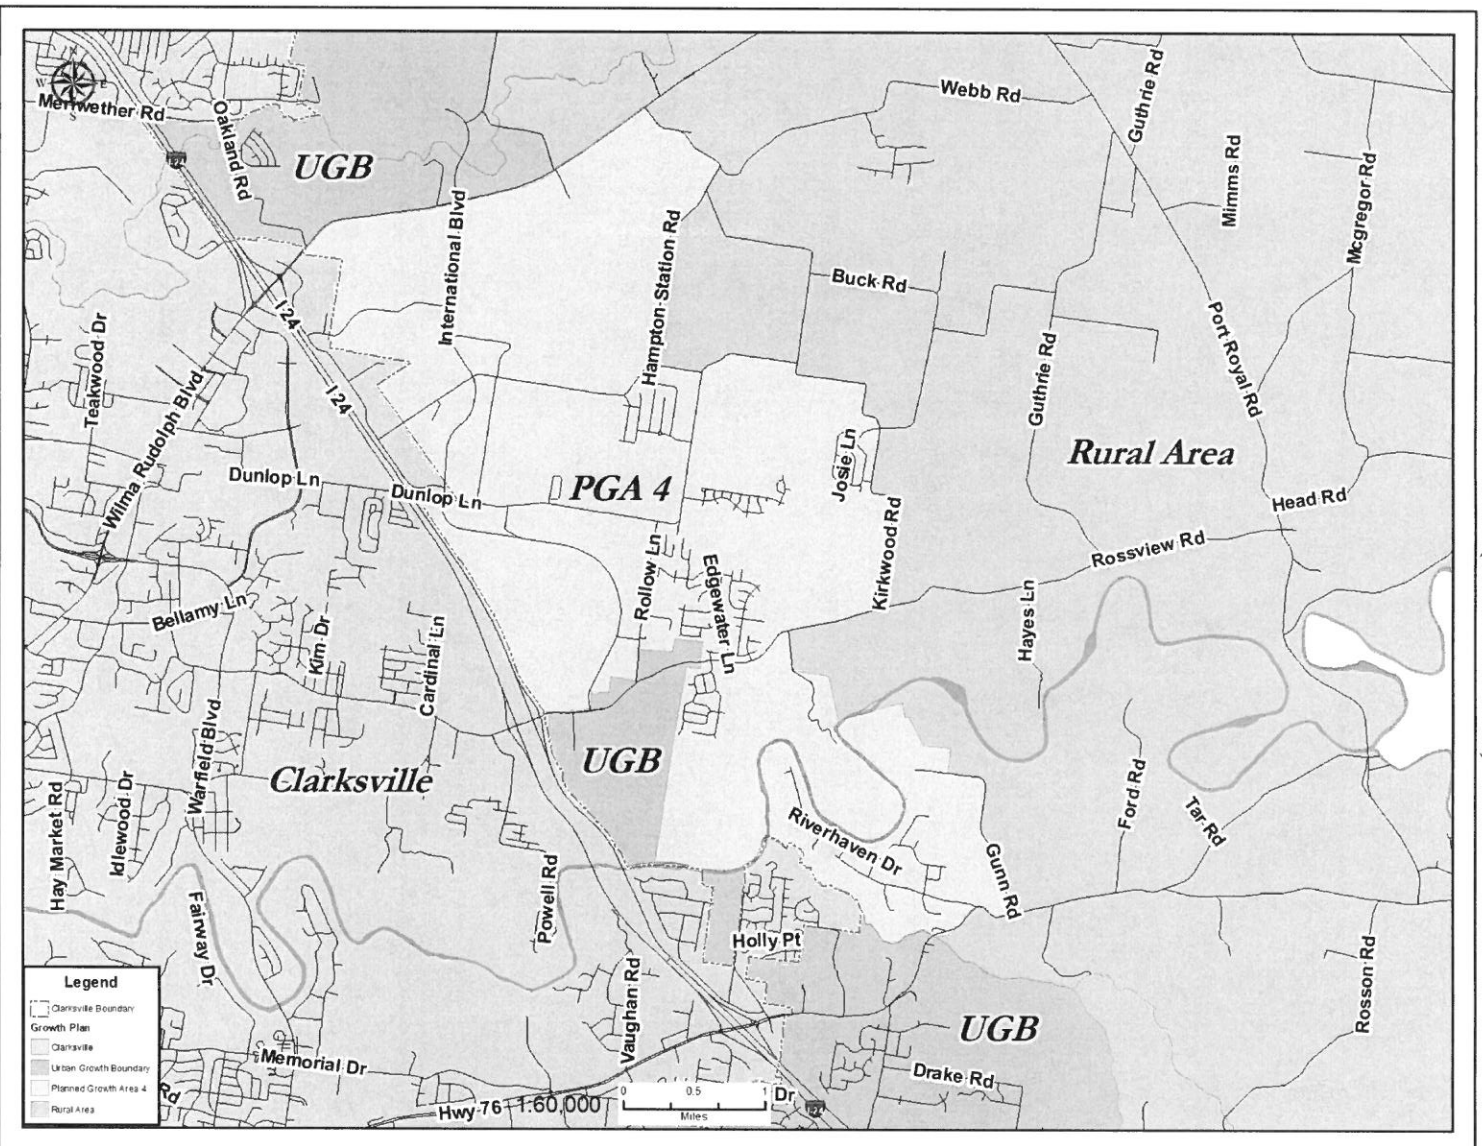 N
W E
S
Meriwether Rd
Oakland Rd
UGB
International Blvd
Hampton Station Rd
Webb Rd
Guthrie Rd
Mimms Rd
Mcgregor Rd
Buck Rd
I 24
I 24
Teakwood Dr
Wilma Rudolph Blvd
Guthrie Rd
Port Royal Rd
Rural Area
Josie Ln
PGA 4
Dunlop Ln
Dunlop Ln
Head Rd
Rossview Rd
Kirkwood Rd
Rollow Ln
Edgewater Ln
Hayes Ln
Bellamy Ln
Kim Dr
Cardinal Ln
Warfield Blvd
UGB
Clarksville
Hay Market Rd
Idlewood Dr
Riverhaven Dr
Ford Rd
Tar Rd
Gunn Rd
Powell Rd
Fairway Dr
Holly Pt
Vaughan Rd
Rosson Rd
UGB
Drake Rd
Memorial Dr
Rd
Hwy 76
Dr
1:60,000
0 0.5 1
Miles
Legend
Clarksville Boundary
Growth Plan
Clarksville
Urban Growth Boundary
Planned Growth Area 4
Rural Area